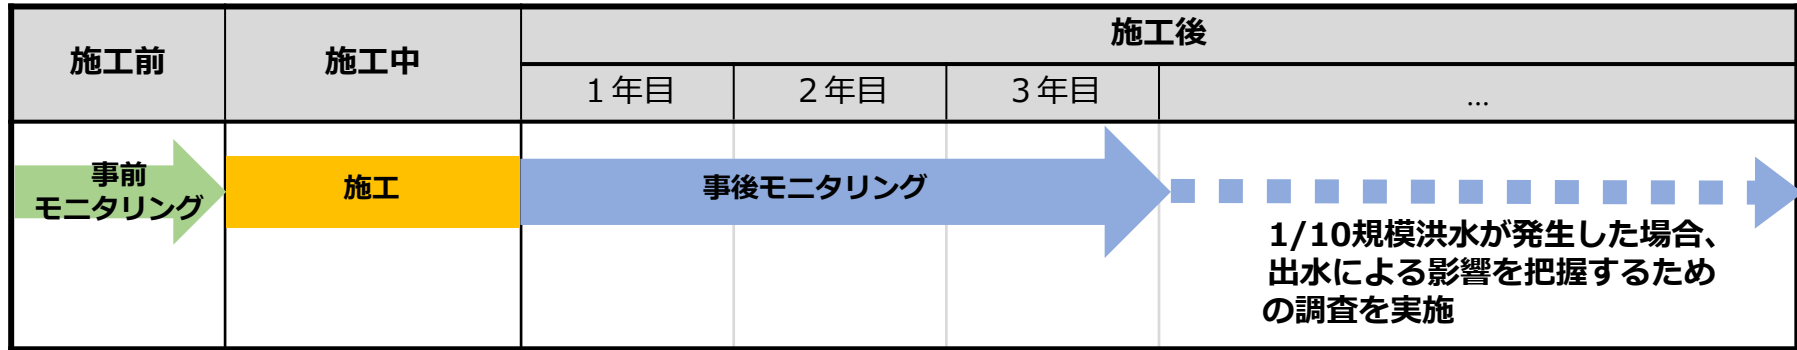 施工前
施工中
施工後
１年目
２年目
３年目
…
事前
モニタリング
施工
事後モニタリング
1/10規模洪水が発生した場合、
出水による影響を把握するため
の調査を実施